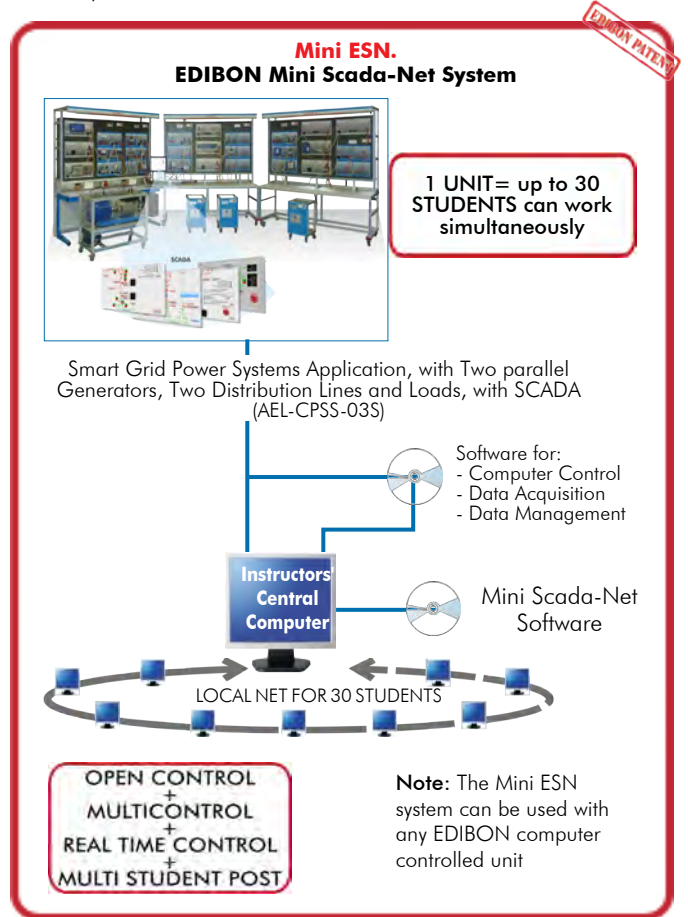 EDIBON PATENT
Mini ESN.
EDIBON Mini Scada-Net System
1 UNIT= up to 30
STUDENTS can work
simultaneously
SCADA
Smart Grid Power Systems Application, with Two parallel
Generators, Two Distribution Lines and Loads, with SCADA
(AEL-CPSS-03S)
Software for:
- Computer Control
- Data Acquisition
- Data Management
Instructors'
Central
Computer
Mini Scada-Net
Software
LOCAL NET FOR 30 STUDENTS
OPEN CONTROL
+
MULTICONTROL
+
REAL TIME CONTROL
+
MULTI STUDENT POST
Note: The Mini ESN
system can be used with
any EDIBON computer
controlled unit